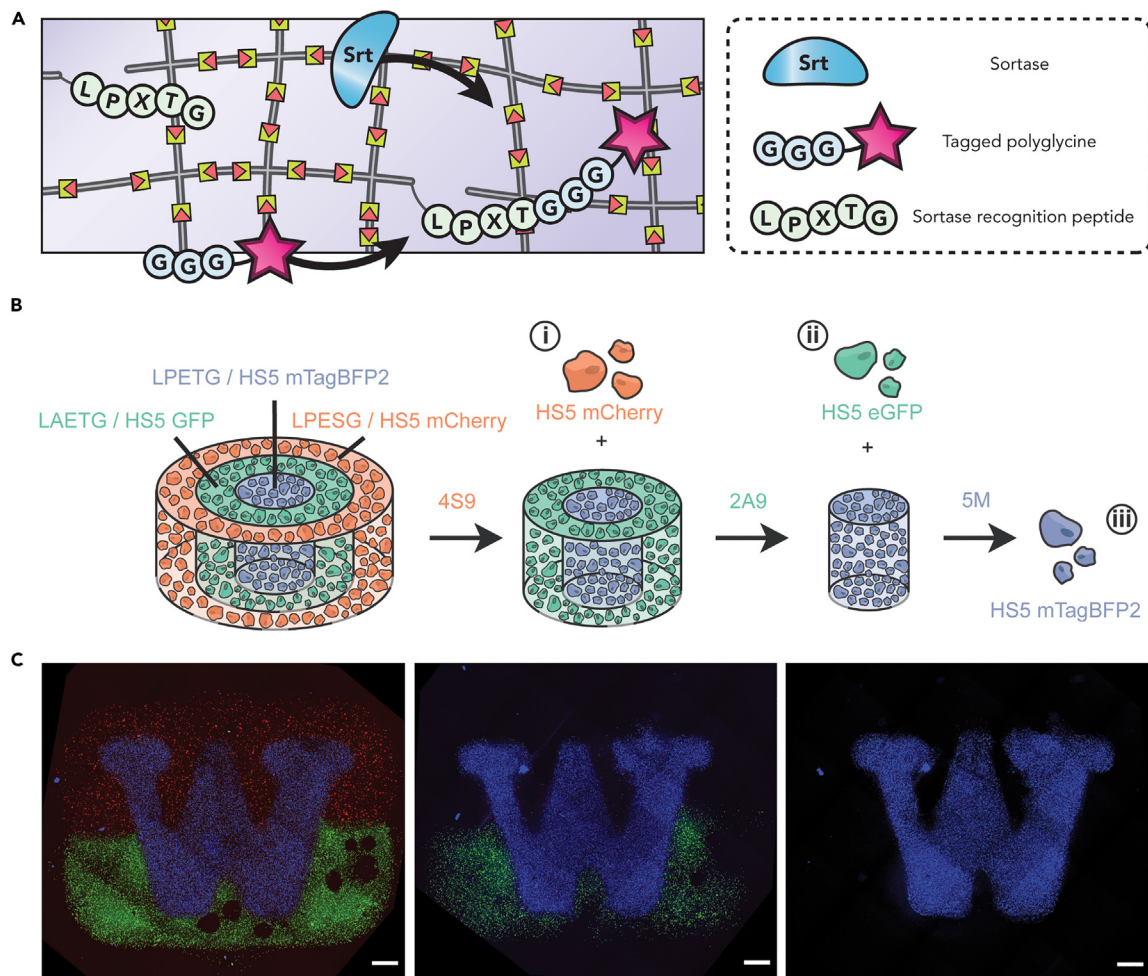 A
Srt
L P X T G
G G G
L P X T G G G
Srt
Sortase
G G G
Tagged polyglycine
L P X T G
Sortase recognition peptide
B
i
ii
LPETG / HS5 mTagBFP2
LAETG / HS5 GFP
LPESG / HS5 mCherry
HS5 mCherry
HS5 eGFP
+
+
4S9
2A9
5M
iii
HS5 mTagBFP2
C